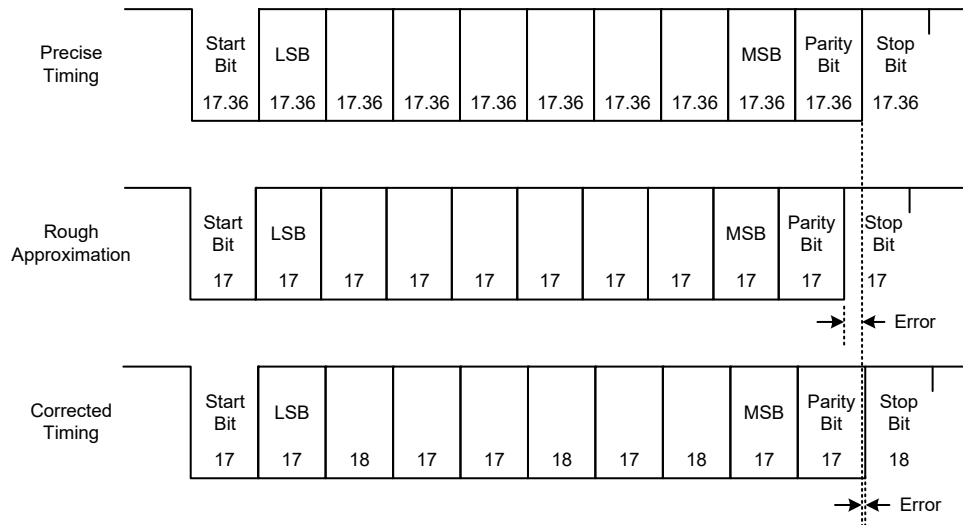 Precise
Timing
Start
Bit
LSB
MSB
Parity
Bit
Stop
Bit
17.36 17.36 17.36 17.36 17.36 17.36 17.36 17.36 17.36 17.36 17.36
Rough
Approximation
Start
Bit
LSB
MSB
Parity
Bit
Stop
Bit
17 17 17 17 17 17 17 17 17 17 17
Error
Corrected
Timing
Start
Bit
LSB
MSB
Parity
Bit
Stop
Bit
17 17 18 17 17 18 17 18 17 17 18
Error